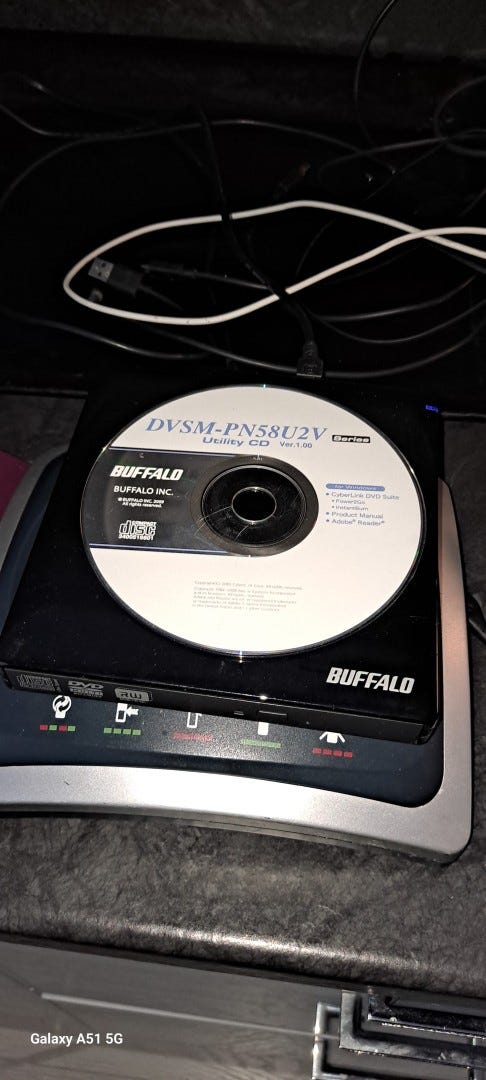 DVSM-PN58U2V Series
Utility CD Ver.1.00
BUFFALO
BUFFALO INC.
© BUFFALO INC. 2009
All rights reserved.
COMPACT
disc
for Windows
• CyberLink DVD Suite
• Power2Go
• InstantBurn
• Product Manual
• Adobe® Reader®
BUFFALO
DVD
RW
Galaxy A51 5G